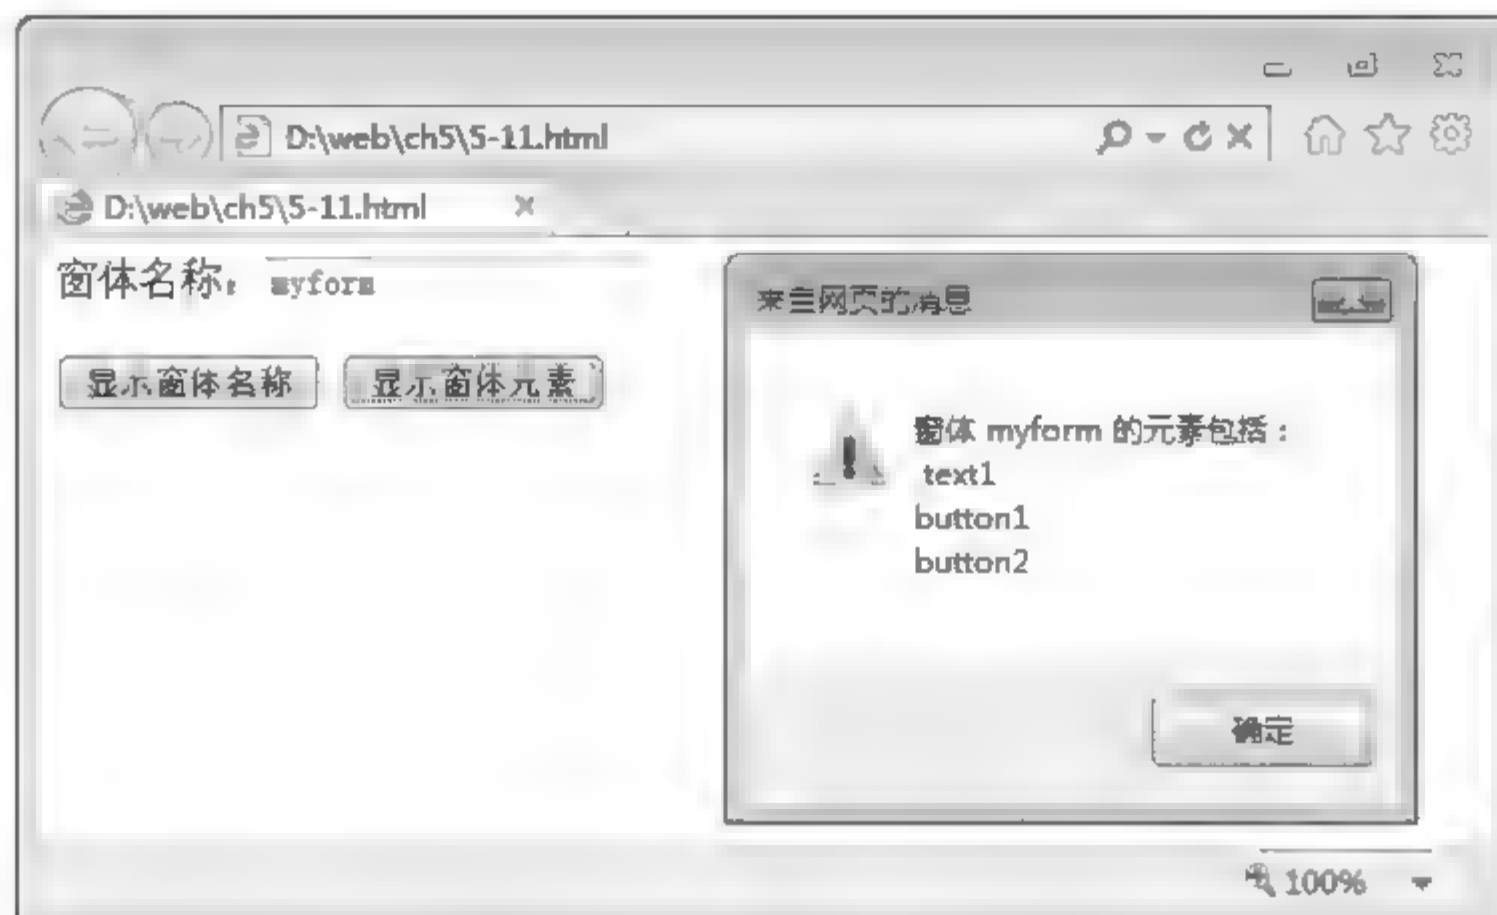 D:\web\ch5\5-11.html
D:\web\ch5\5-11.html
窗体名称: myform
显示窗体名称 显示窗体元素
来自网页的消息
窗体 myform 的元素包括:
text1
button1
button2
确定
100%